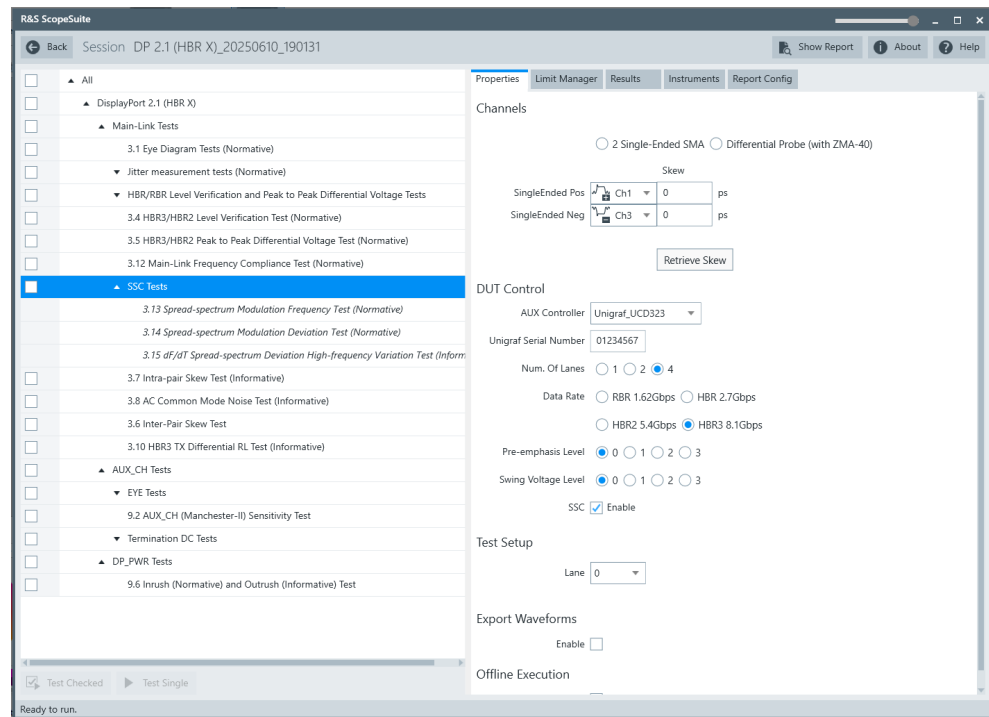 R&S ScopeSuite
Back Session DP 2.1 (HBR X)_20250610_190131 Show Report About Help
All
DisplayPort 2.1 (HBR X)
Main-Link Tests
3.1 Eye Diagram Tests (Normative)
Jitter measurement tests (Normative)
HBR/RBR Level Verification and Peak to Peak Differential Voltage Tests
3.4 HBR3/HBR2 Level Verification Test (Normative)
3.5 HBR3/HBR2 Peak to Peak Differential Voltage Test (Normative)
3.12 Main-Link Frequency Compliance Test (Normative)
SSC Tests
3.13 Spread-spectrum Modulation Frequency Test (Normative)
3.14 Spread-spectrum Modulation Deviation Test (Normative)
3.15 dF/dT Spread-spectrum Deviation High-frequency Variation Test (Inform
3.7 Intra-pair Skew Test (Informative)
3.8 AC Common Mode Noise Test (Informative)
3.6 Inter-Pair Skew Test
3.10 HBR3 TX Differential RL Test (Informative)
AUX_CH Tests
EYE Tests
9.2 AUX_CH (Manchester-II) Sensitivity Test
Termination DC Tests
DP_PWR Tests
9.6 Inrush (Normative) and Outrush (Informative) Test
Test Checked Test Single
Properties Limit Manager Results Instruments Report Config
Channels
2 Single-Ended SMA Differential Probe (with ZMA-40)
Skew
SingleEnded Pos Ch1 0 ps
SingleEnded Neg Ch3 0 ps
Retrieve Skew
DUT Control
AUX Controller Unigraf_UCD323
Unigraf Serial Number 01234567
Num. Of Lanes 1 2 4
Data Rate RBR 1.62Gbps HBR 2.7Gbps
HBR2 5.4Gbps HBR3 8.1Gbps
Pre-emphasis Level 0 1 2 3
Swing Voltage Level 0 1 2 3
SSC Enable
Test Setup
Lane 0
Export Waveforms
Enable
Offline Execution
Ready to run.